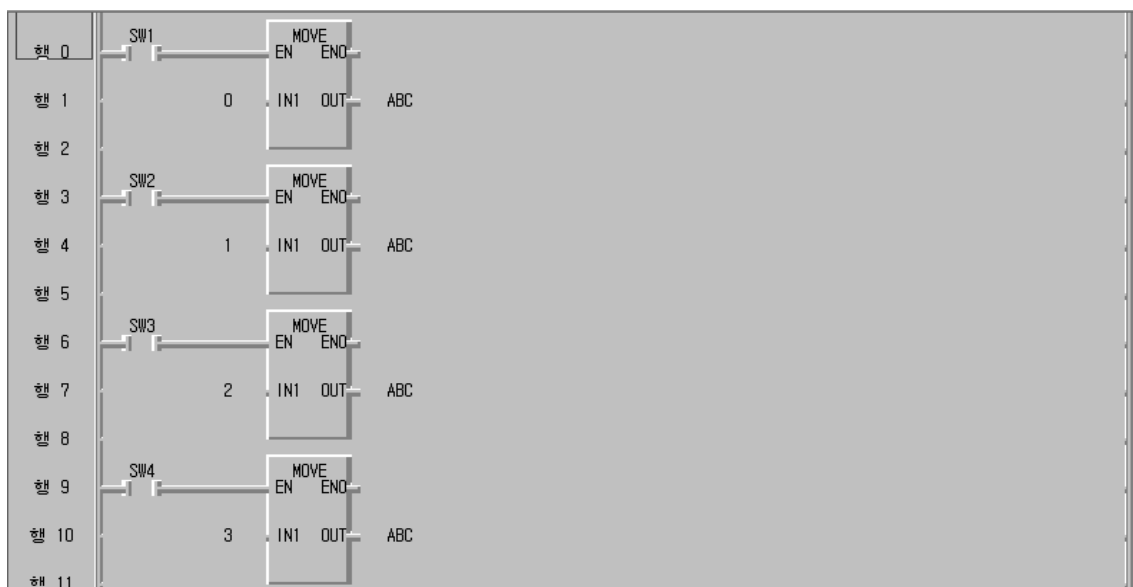 SW1 MOVE
행 0 EN ENO
행 1 0 IN1 OUT ABC
행 2
SW2 MOVE
행 3 EN ENO
행 4 1 IN1 OUT ABC
행 5
SW3 MOVE
행 6 EN ENO
행 7 2 IN1 OUT ABC
행 8
SW4 MOVE
행 9 EN ENO
행 10 3 IN1 OUT ABC
행 11